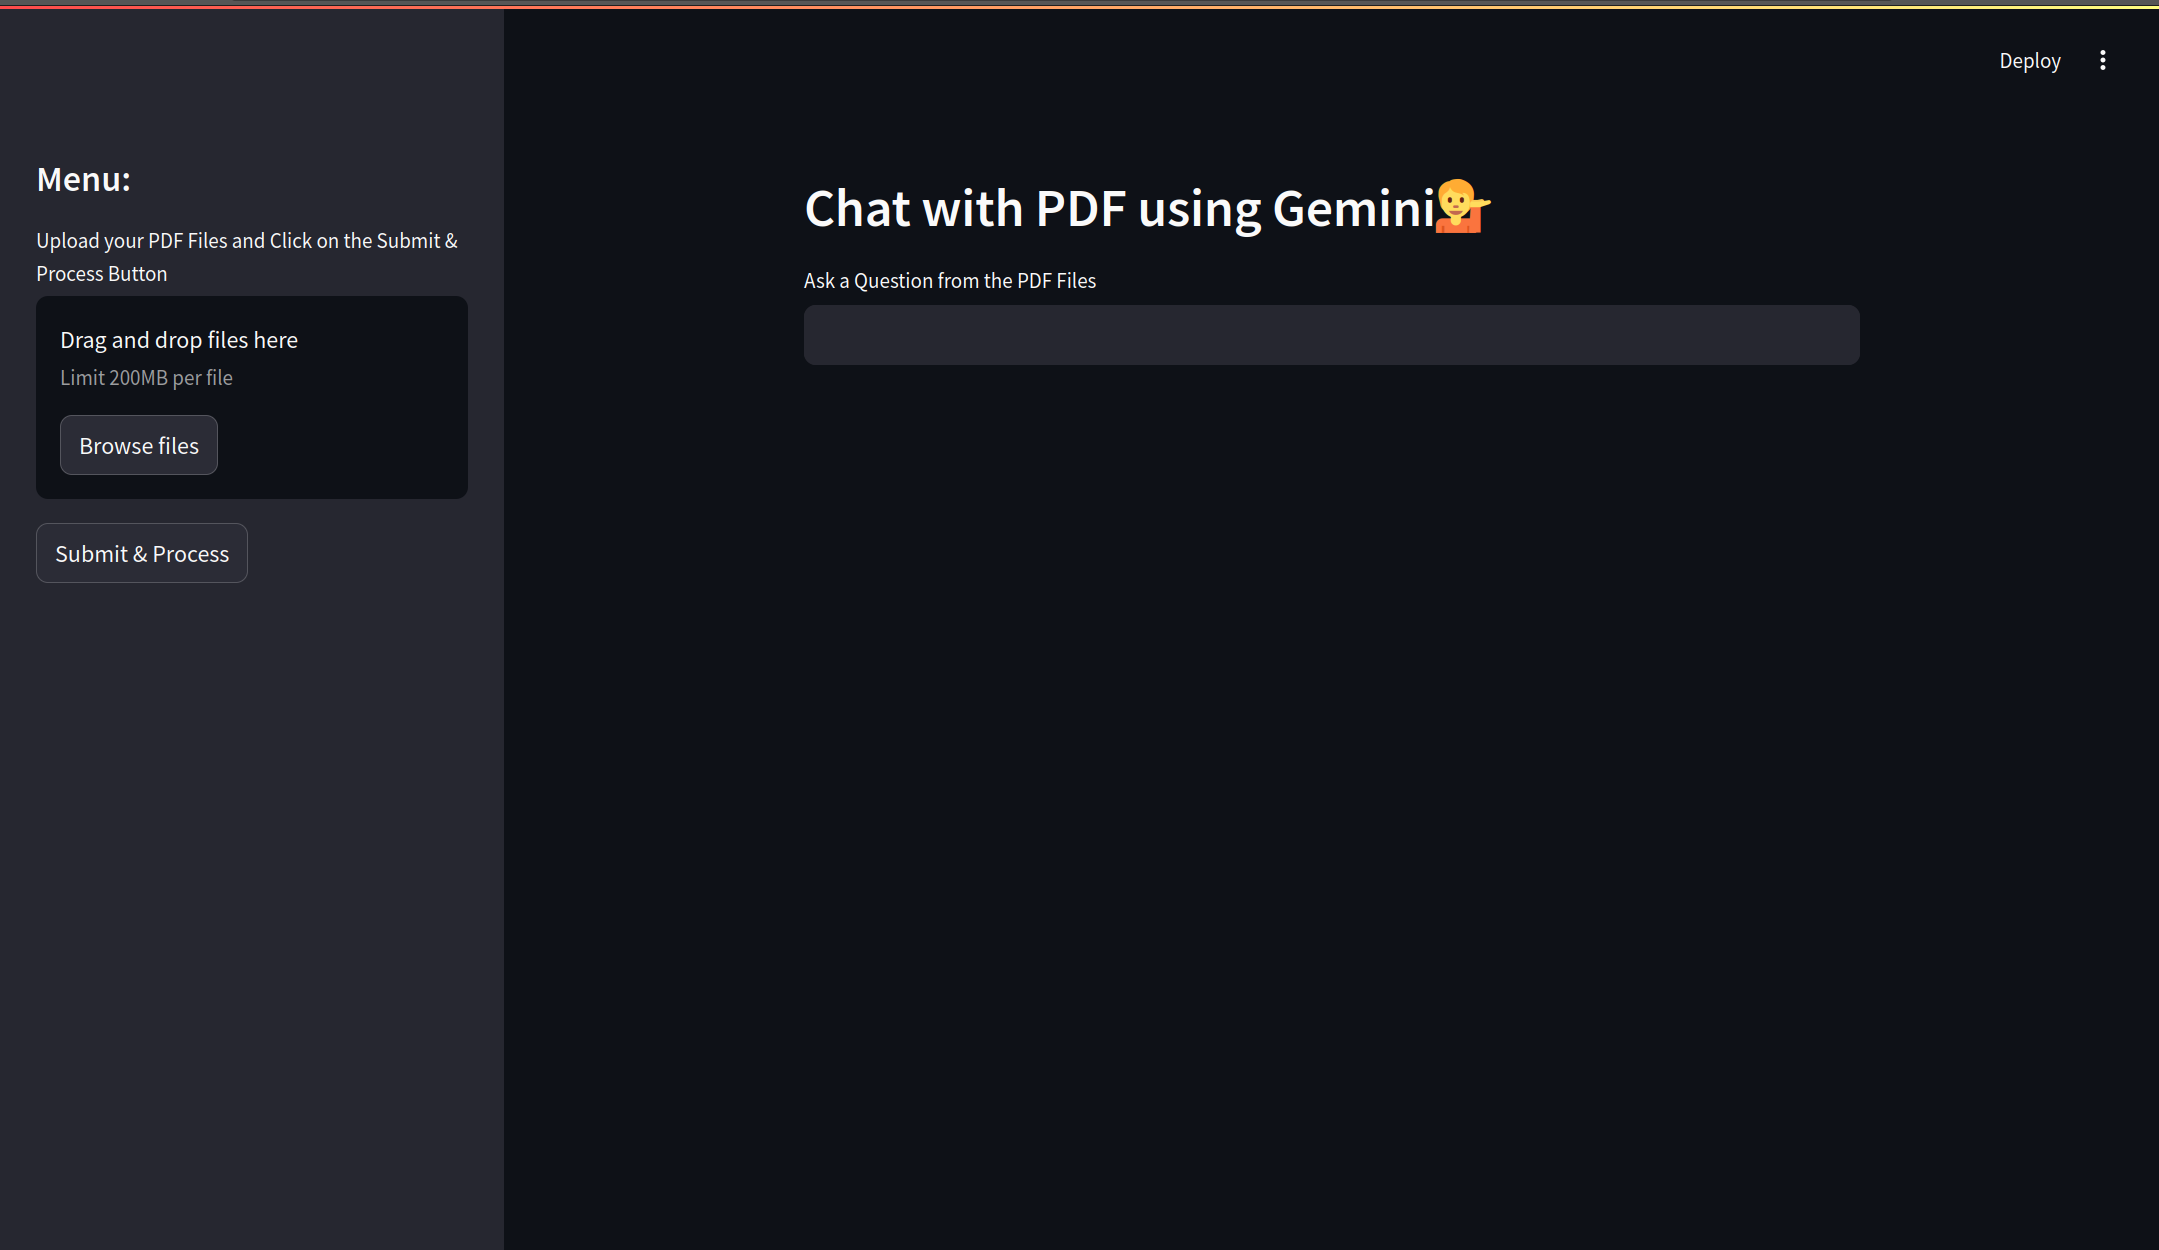 Deploy
Menu:
Upload your PDF Files and Click on the Submit &
Process Button
Drag and drop files here
Limit 200MB per file
Browse files
Submit & Process
Chat with PDF using Gemini💁
Ask a Question from the PDF Files